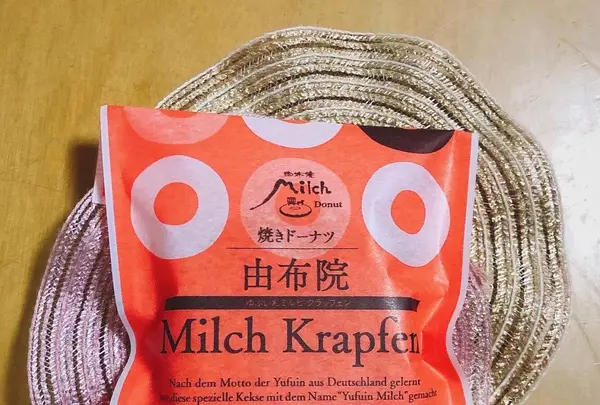 由布院
Milch
Donut
焼きドーナツ
由布院
ゆふいんミルヒクラッフェン
Milch Krapfen
Nach dem Motto der Yufuin aus Deutschland gelernt
diese spezielle Kekse mit dem Name "Yufuin Milch" gemacht